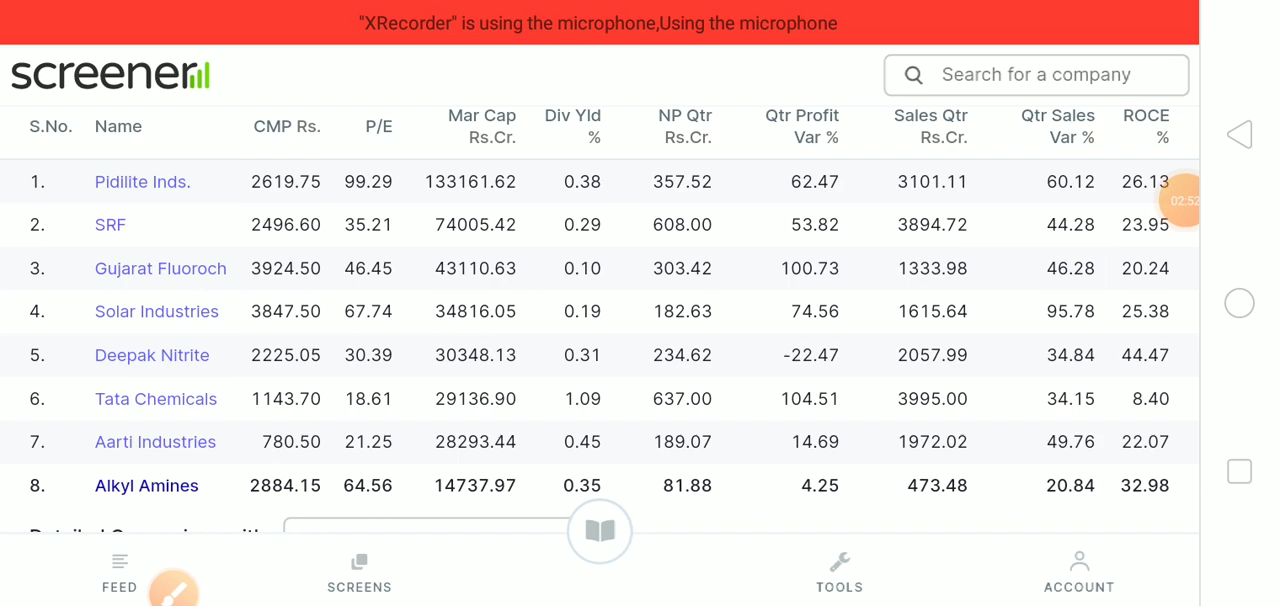 "XRecorder" is using the microphone,Using the microphone
screener
Search for a company
S.No. Name CMP Rs. P/E Mar Cap Rs.Cr. Div Yld % NP Qtr Rs.Cr. Qtr Profit Var % Sales Qtr Rs.Cr. Qtr Sales Var % ROCE %
1. Pidilite Inds. 2619.75 99.29 133161.62 0.38 357.52 62.47 3101.11 60.12 26.13
02:52
2. SRF 2496.60 35.21 74005.42 0.29 608.00 53.82 3894.72 44.28 23.95
3. Gujarat Fluoroch 3924.50 46.45 43110.63 0.10 303.42 100.73 1333.98 46.28 20.24
4. Solar Industries 3847.50 67.74 34816.05 0.19 182.63 74.56 1615.64 95.78 25.38
5. Deepak Nitrite 2225.05 30.39 30348.13 0.31 234.62 -22.47 2057.99 34.84 44.47
6. Tata Chemicals 1143.70 18.61 29136.90 1.09 637.00 104.51 3995.00 34.15 8.40
7. Aarti Industries 780.50 21.25 28293.44 0.45 189.07 14.69 1972.02 49.76 22.07
8. Alkyl Amines 2884.15 64.56 14737.97 0.35 81.88 4.25 473.48 20.84 32.98
FEED SCREENS TOOLS ACCOUNT